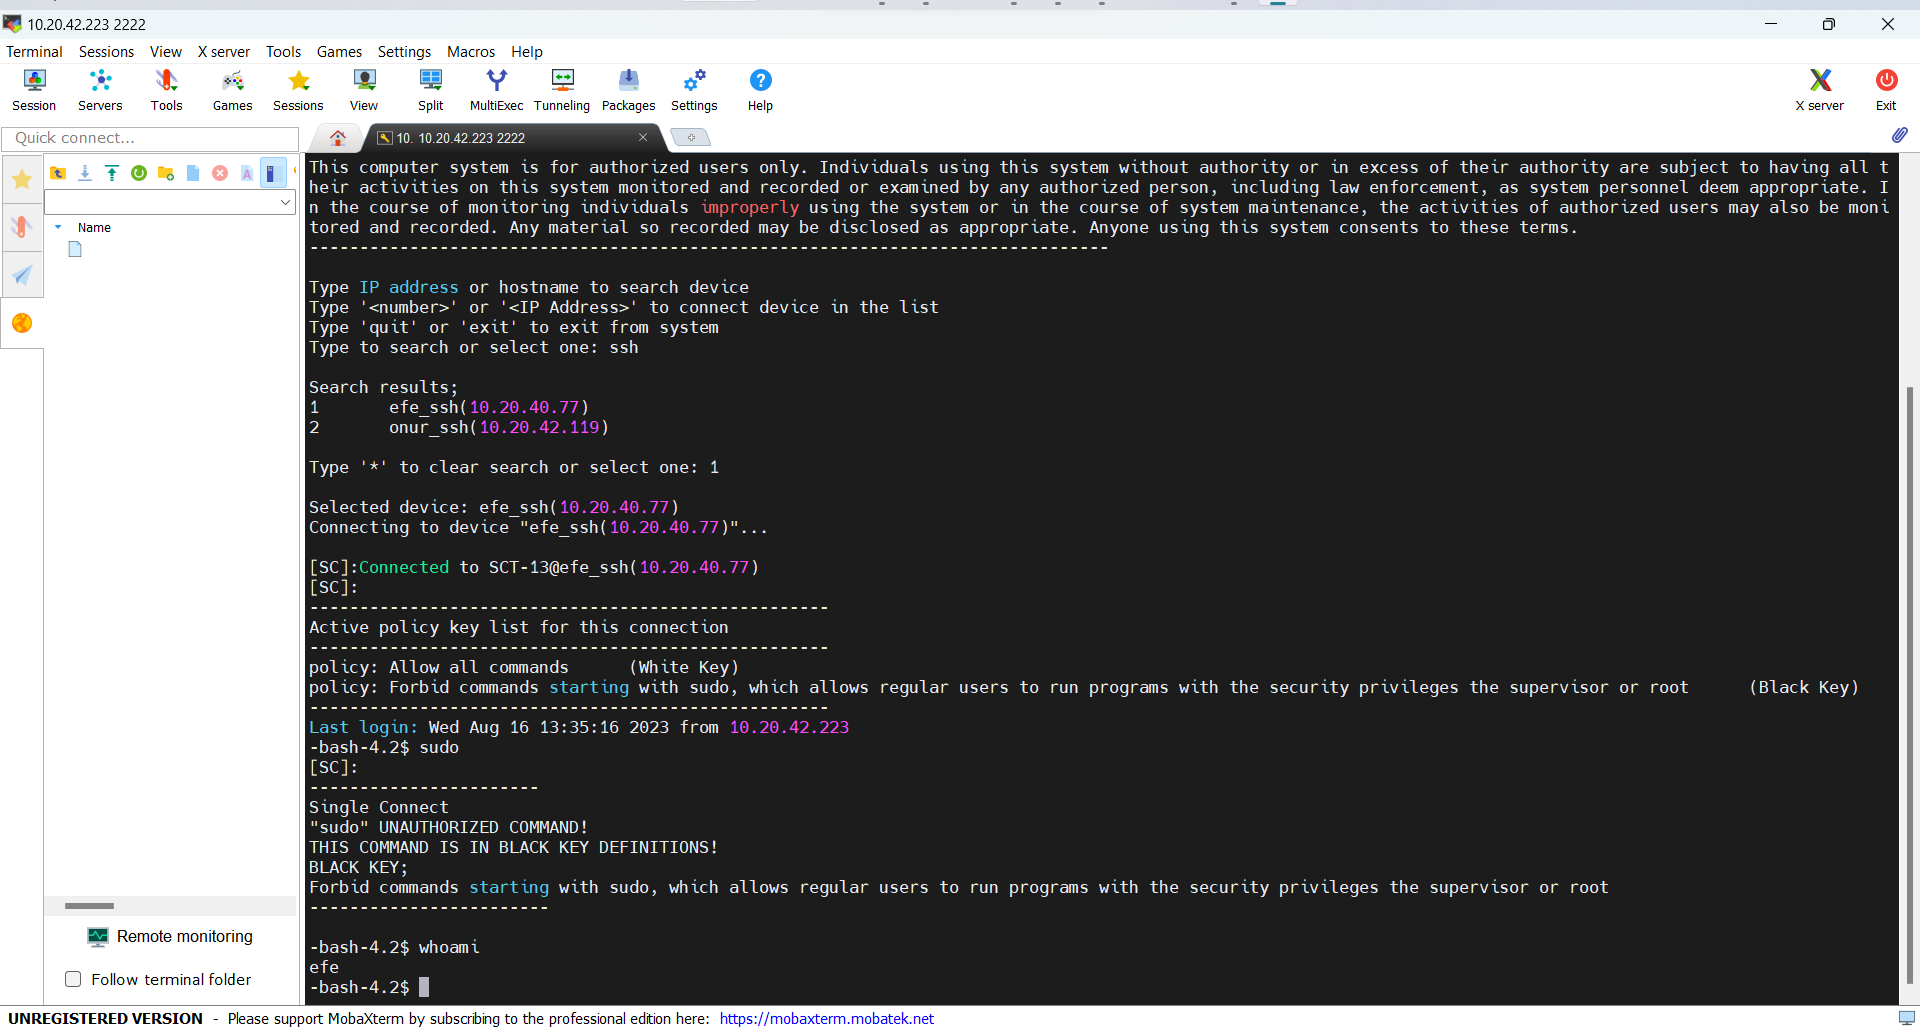 10.20.42.223 2222
Terminal Sessions View X server Tools Games Settings Macros Help
Session Servers Tools Games Sessions View Split MultiExec Tunneling Packages Settings Help X server Exit
Quick connect...
10. 10.20.42.223 2222
Name
This computer system is for authorized users only. Individuals using this system without authority or in excess of their authority are subject to having all t
heir activities on this system monitored and recorded or examined by any authorized person, including law enforcement, as system personnel deem appropriate. I
n the course of monitoring individuals improperly using the system or in the course of system maintenance, the activities of authorized users may also be moni
tored and recorded. Any material so recorded may be disclosed as appropriate. Anyone using this system consents to these terms.
--------------------------------------------------------------------------------
Type IP address or hostname to search device
Type '<number>' or '<IP Address>' to connect device in the list
Type 'quit' or 'exit' to exit from system
Type to search or select one: ssh
Search results;
1 efe_ssh(10.20.40.77)
2 onur_ssh(10.20.42.119)
Type '*' to clear search or select one: 1
Selected device: efe_ssh(10.20.40.77)
Connecting to device "efe_ssh(10.20.40.77)"...
[SC]:Connected to SCT-13@efe_ssh(10.20.40.77)
[SC]:
----------------------------------------------------
Active policy key list for this connection
----------------------------------------------------
policy: Allow all commands (White Key)
policy: Forbid commands starting with sudo, which allows regular users to run programs with the security privileges the supervisor or root (Black Key)
----------------------------------------------------
Last login: Wed Aug 16 13:35:16 2023 from 10.20.42.223
-bash-4.2$ sudo
[SC]:
-----------------------
Single Connect
"sudo" UNAUTHORIZED COMMAND!
THIS COMMAND IS IN BLACK KEY DEFINITIONS!
BLACK KEY;
Forbid commands starting with sudo, which allows regular users to run programs with the security privileges the supervisor or root
------------------------
-bash-4.2$ whoami
efe
-bash-4.2$
Remote monitoring
Follow terminal folder
UNREGISTERED VERSION - Please support MobaXterm by subscribing to the professional edition here: https://mobaxterm.mobatek.net